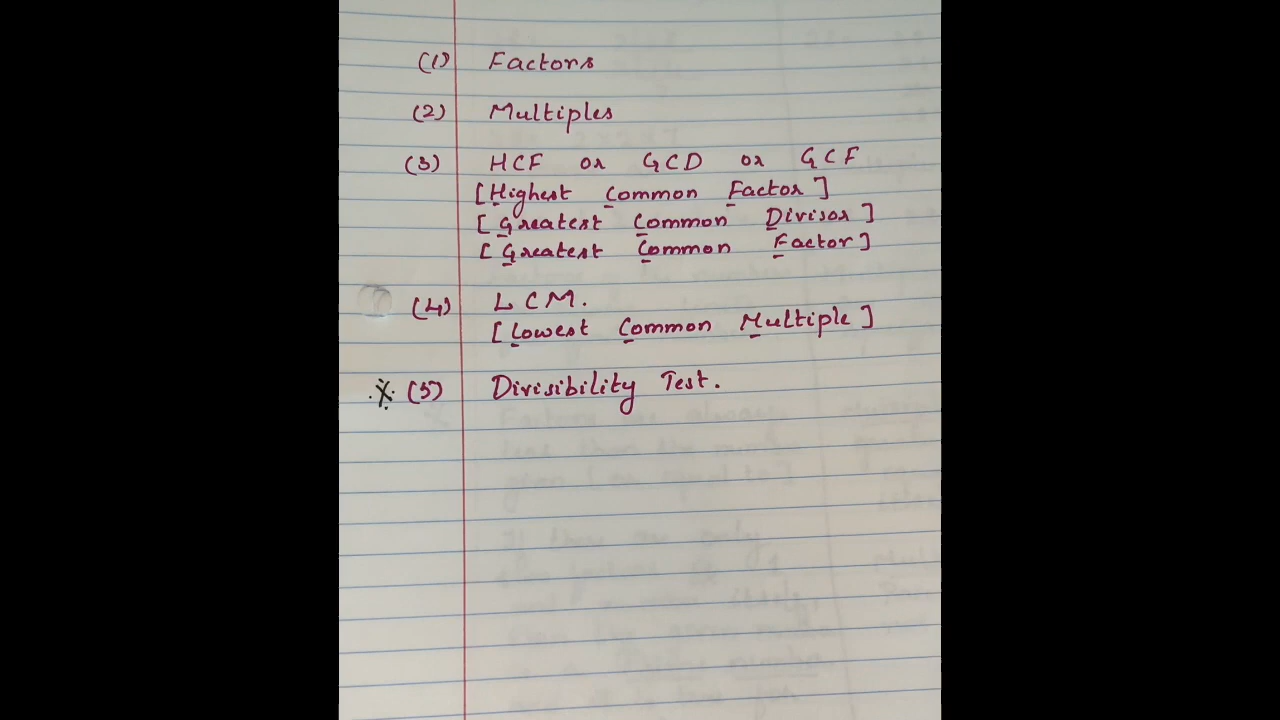 (1) Factors
(2) Multiples
(3) HCF or GCD or GCF
[Highest Common Factor]
[Greatest Common Divisor]
[Greatest Common Factor]
(4) LCM.
[Lowest Common Multiple]
(5) Divisibility Test.